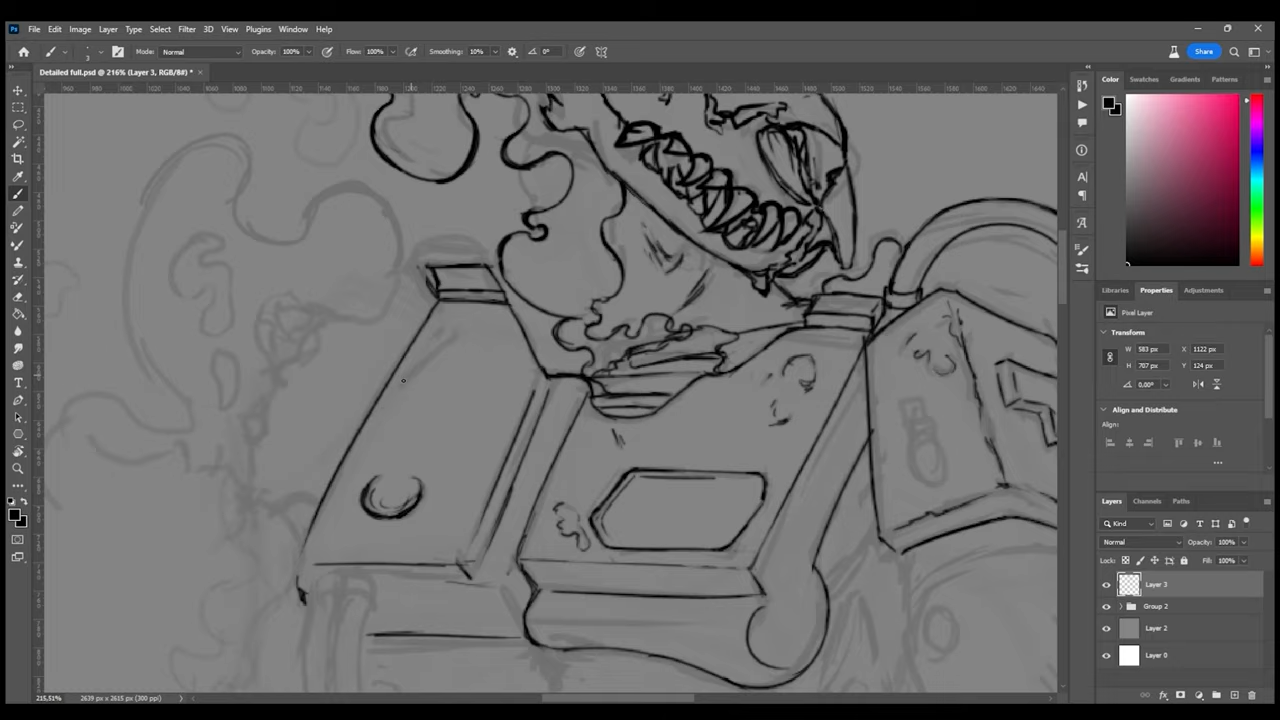 Ps File Edit Image Layer Type Select Filter 3D View Plugins Window Help
3 Mode: Normal Opacity: 100% Flow: 100% Smoothing: 10% 0° Share
Detailed full.psd @ 216% (Layer 3, RGB/8#) * ×
Color Swatches Gradients Patterns
Libraries Properties Adjustments
Pixel Layer
Transform
W 583 px X 1122 px
H 707 px Y 124 px
0,00°
Align and Distribute
Align:
Layers Channels Paths
Kind
Normal Opacity: 100%
Lock: Fill: 100%
Layer 3
Group 2
Layer 2
Layer 0
215,51% 2639 px x 2615 px (300 ppi)